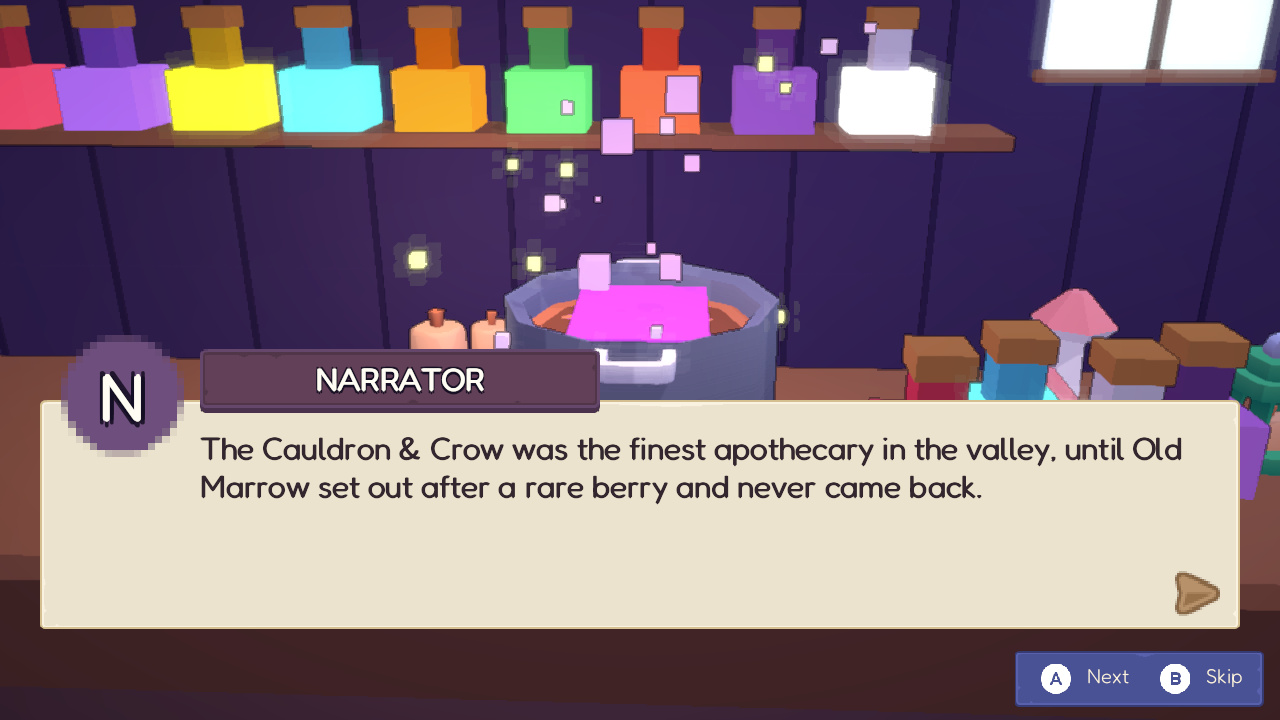 NARRATOR
N
The Cauldron & Crow was the finest apothecary in the valley, until Old
Marrow set out after a rare berry and never came back.
A Next B Skip